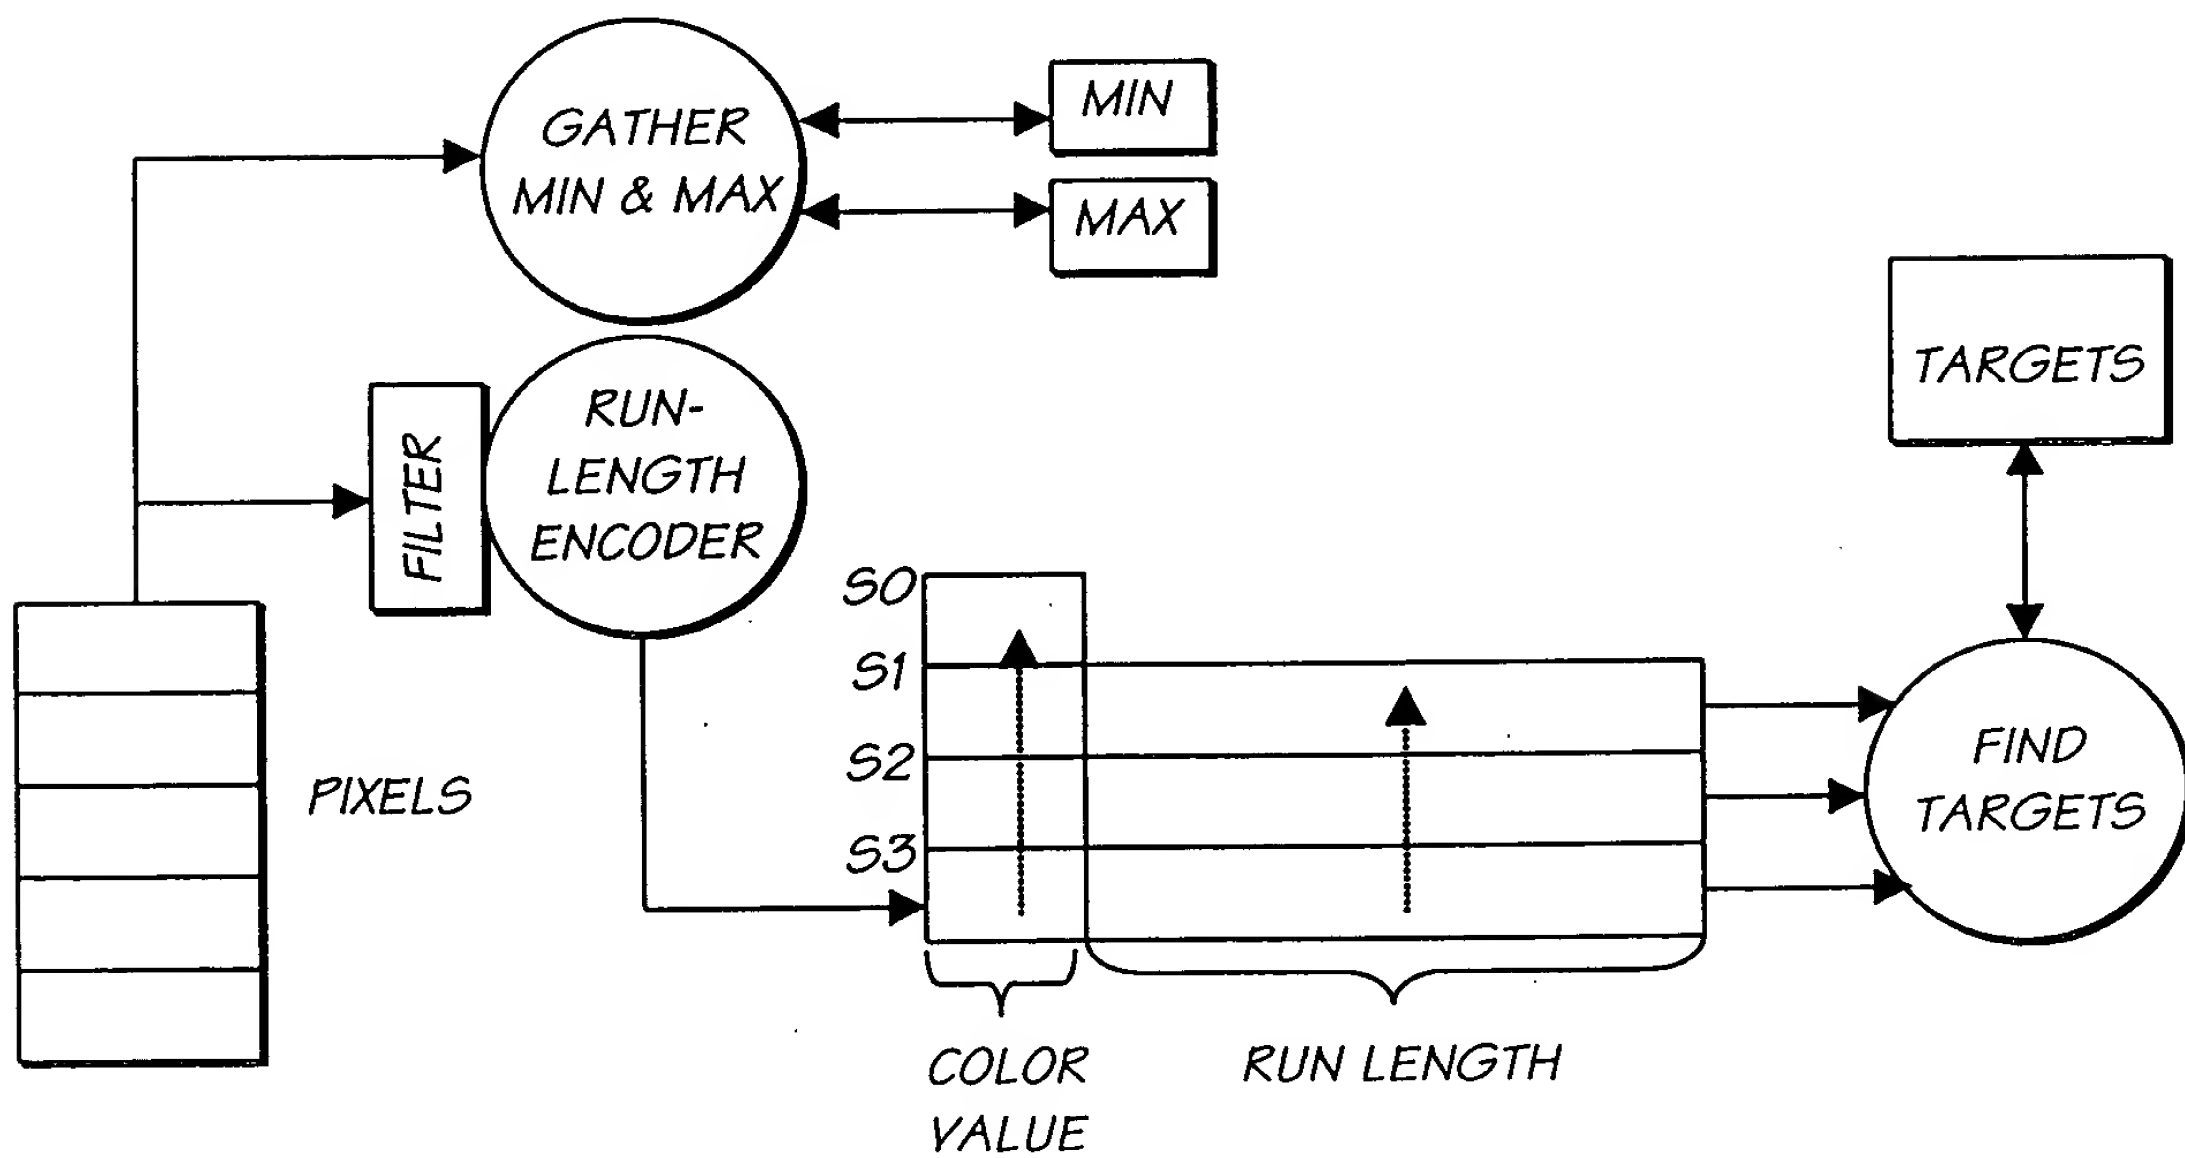 GATHER
MIN & MAX
MIN
MAX
TARGETS
FILTER
RUN-
LENGTH
ENCODER
S0
S1
S2
S3
PIXELS
FIND
TARGETS
COLOR
VALUE
RUN LENGTH